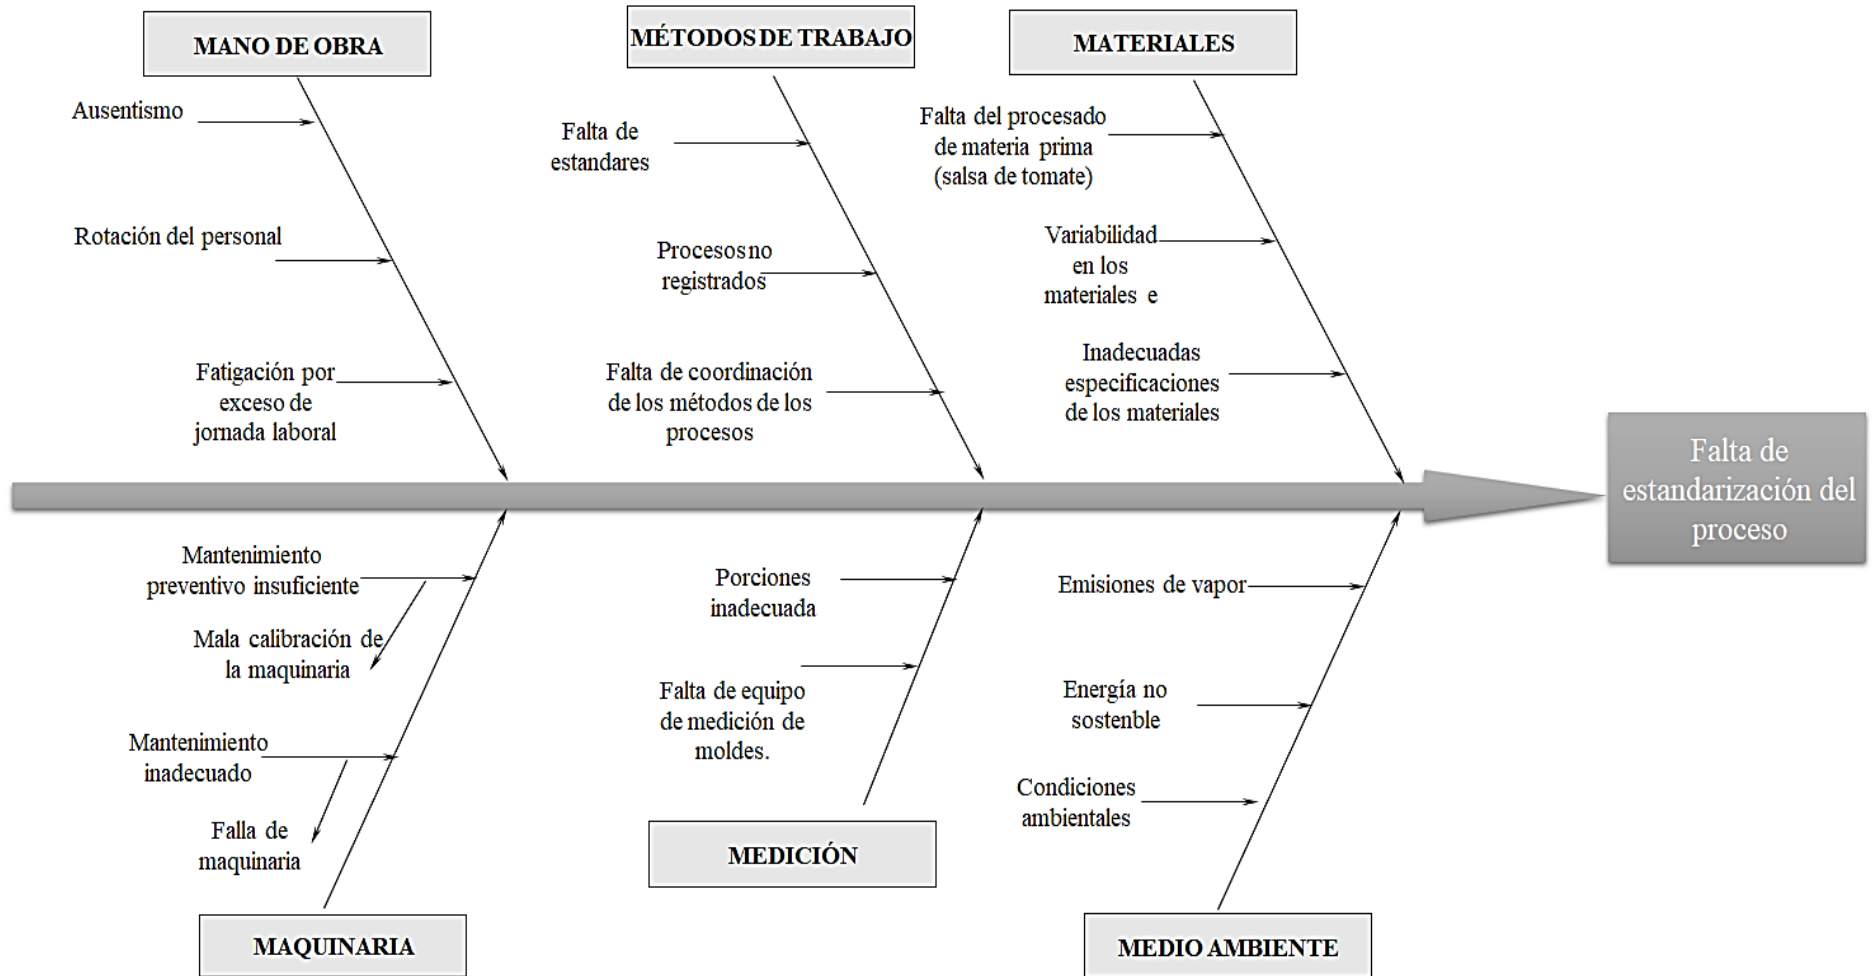 MANO DE OBRA
Ausentismo
Rotación del personal
Fatigación por
exceso de
jornada laboral
MÉTODOS DE TRABAJO
Falta de
estandares
Procesos no
registrados
Falta de coordinación
de los métodos de los
procesos
MATERIALES
Falta del procesado
de materia prima
(salsa de tomate)
Variabilidad
en los
materiales e
Inadecuadas
especificaciones
de los materiales
Falta de
estandarización del
proceso
Mantenimiento
preventivo insuficiente
Mala calibración de
la maquinaria
Mantenimiento
inadecuado
Falla de
maquinaria
MAQUINARIA
Porciones
inadecuada
Falta de equipo
de medición de
moldes.
MEDICIÓN
Emisiones de vapor
Energía no
sostenble
Condiciones
ambientales
MEDIO AMBIENTE